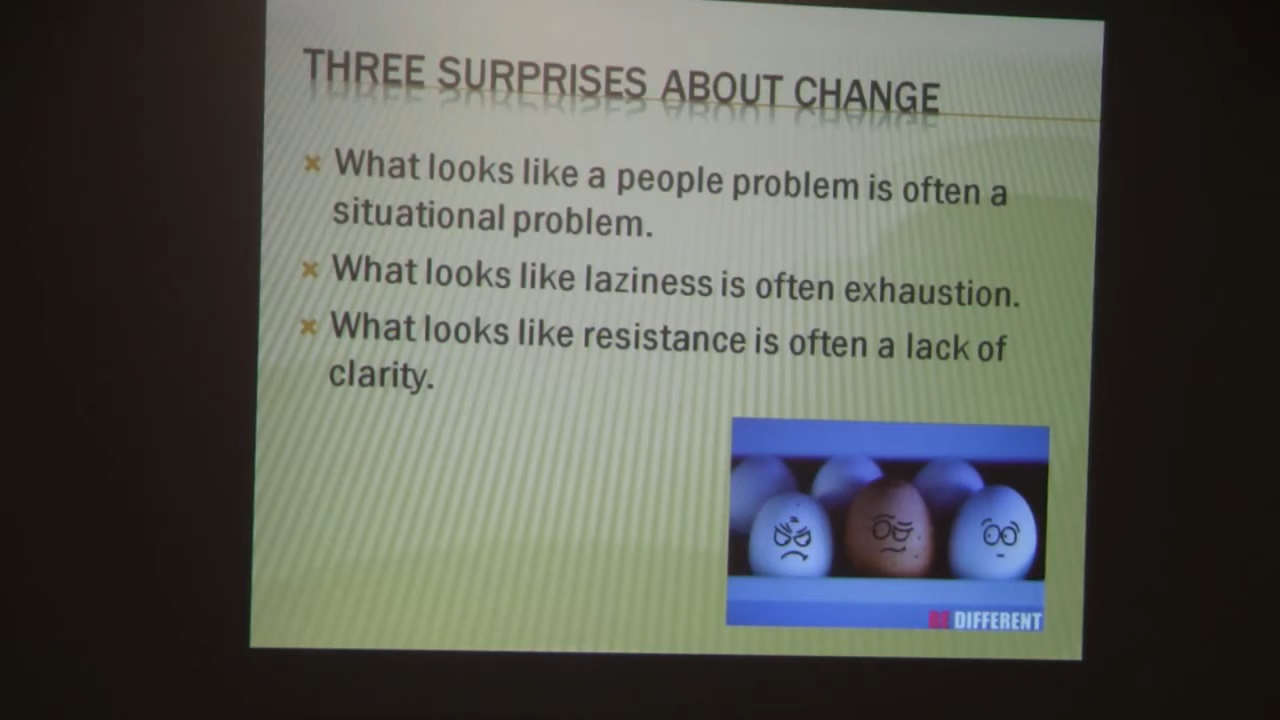 THREE SURPRISES ABOUT CHANGE
What looks like a people problem is often a
situational problem.
What looks like laziness is often exhaustion.
What looks like resistance is often a lack of
clarity.
BE DIFFERENT